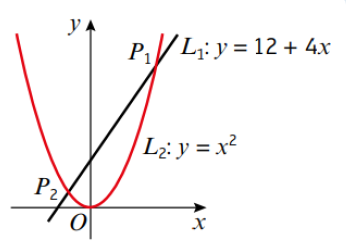 y
P₁
L₁: y = 12 + 4x
L₂: y = x²
P₂
O
x